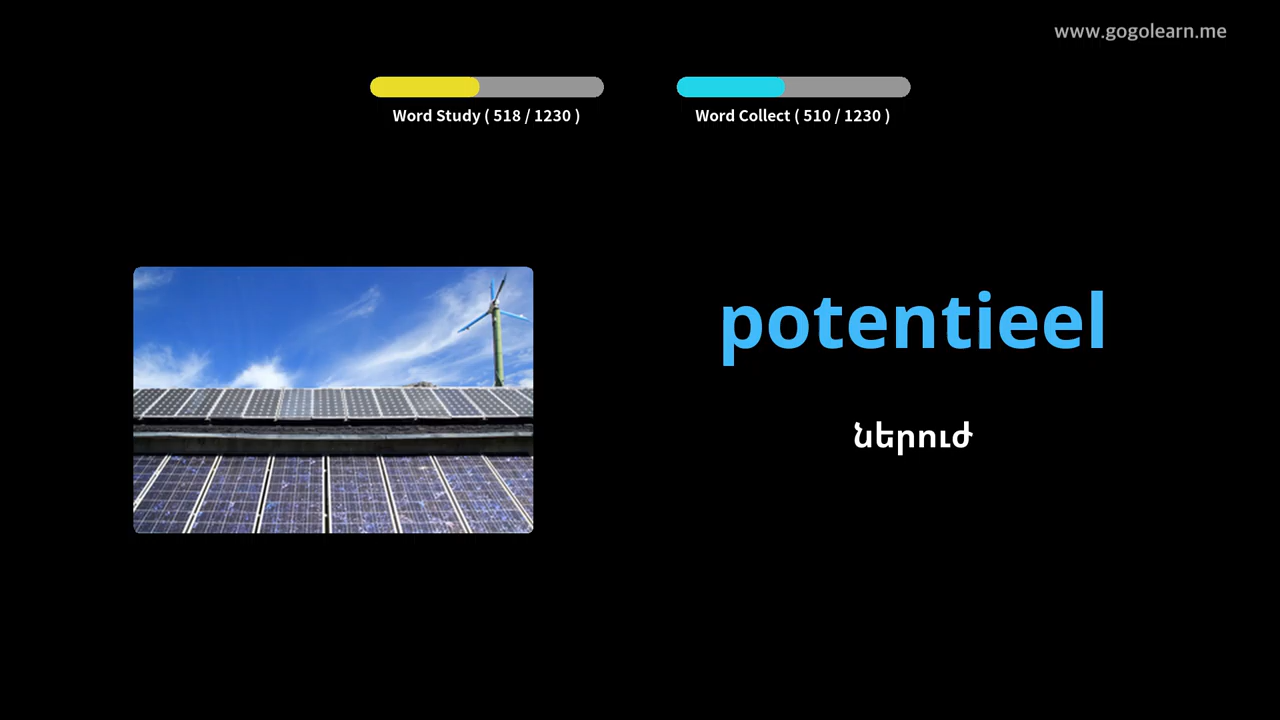 www.gogolearn.me
Word Study ( 518 / 1230 )
Word Collect ( 510 / 1230 )
potentieel
ներուժ